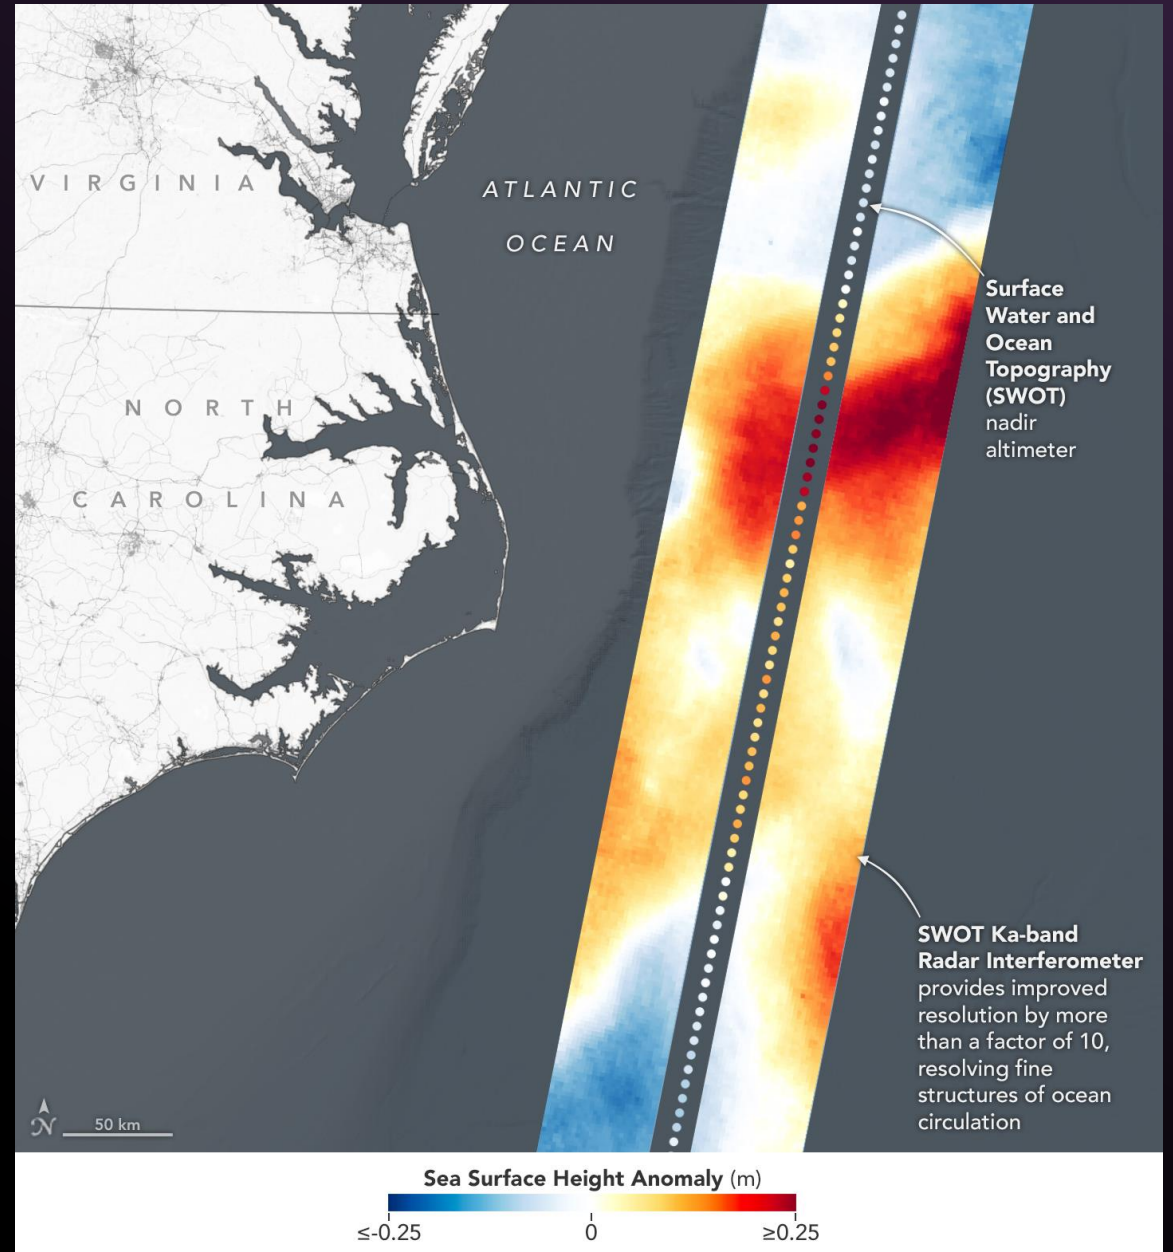 VIRGINIA
ATLANTIC
OCEAN
Surface
Water and
Ocean
Topography
(SWOT)
nadir
altimeter
NORTH
CAROLINA
SWOT Ka-band
Radar Interferometer
provides improved
resolution by more
than a factor of 10,
resolving fine
structures of ocean
circulation
N
50 km
Sea Surface Height Anomaly (m)
≤-0.25 0 ≥0.25